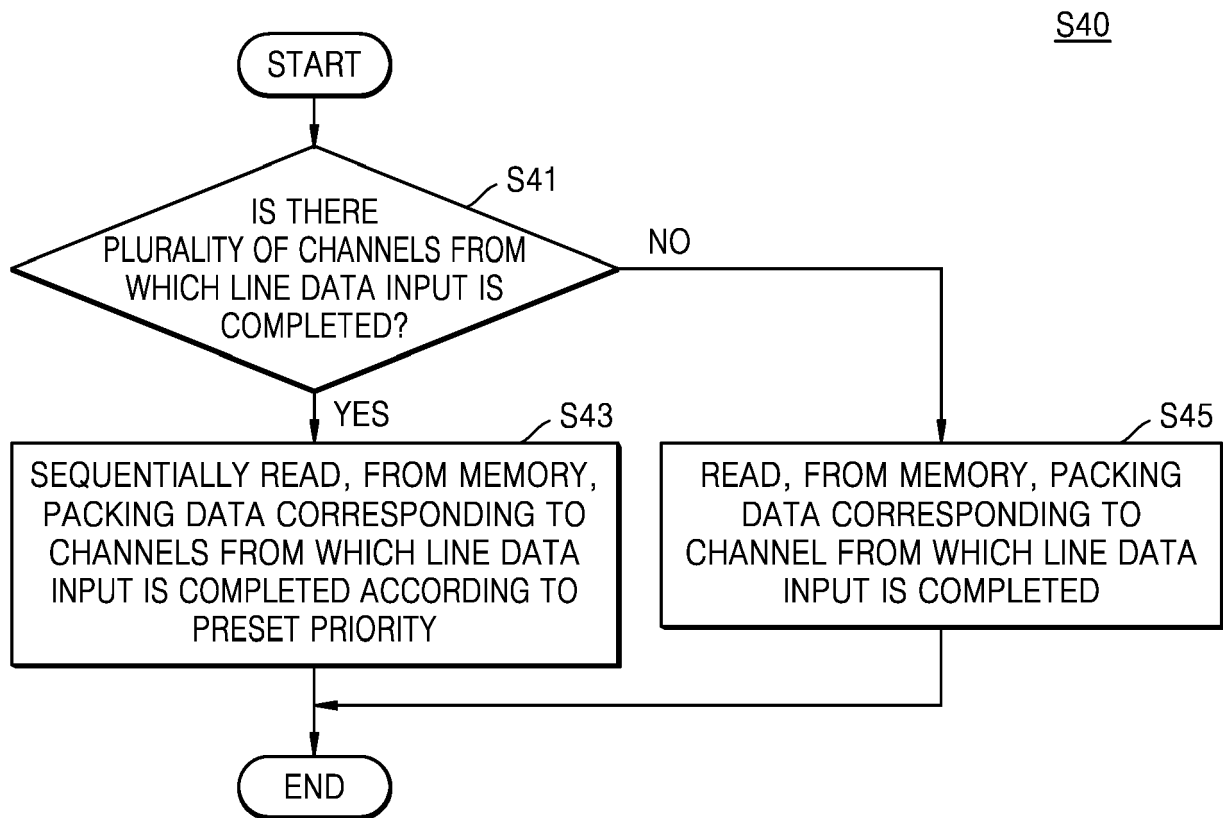 S40
START
S41
IS THERE
PLURALITY OF CHANNELS FROM
WHICH LINE DATA INPUT IS
COMPLETED?
NO
YES
S43
SEQUENTIALLY READ, FROM MEMORY,
PACKING DATA CORRESPONDING TO
CHANNELS FROM WHICH LINE DATA
INPUT IS COMPLETED ACCORDING TO
PRESET PRIORITY
S45
READ, FROM MEMORY, PACKING
DATA CORRESPONDING TO
CHANNEL FROM WHICH LINE DATA
INPUT IS COMPLETED
END